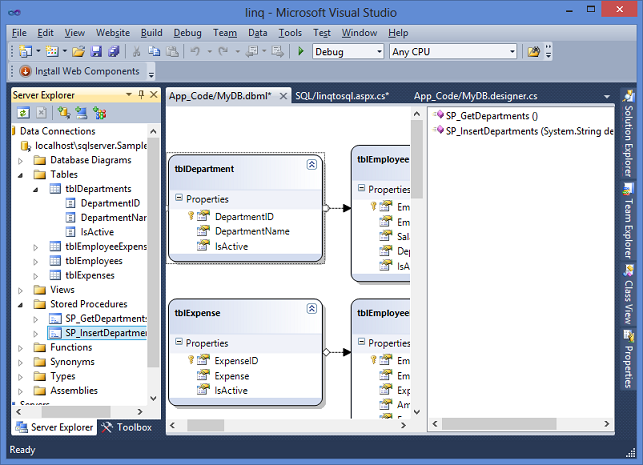 linq - Microsoft Visual Studio
File Edit View Website Build Debug Team Data Tools Test Window Help
Debug Any CPU
Install Web Components
Server Explorer
App_Code/MyDB.dbml* SQL/linqtosql.aspx.cs* App_Code/MyDB.designer.cs
Data Connections
localhost\sqlserver.Sample
Database Diagrams
Tables
tblDepartments
DepartmentID
DepartmentNa
IsActive
tblEmployeeExpens
tblEmployees
tblExpenses
Views
Stored Procedures
SP_GetDepartments
SP_InsertDepartme
Functions
Synonyms
Types
Assemblies
Servers
Server Explorer Toolbox
tblDepartment
Properties
DepartmentID
DepartmentName
IsActive
tblEmployee
Properties
Em
Em
Sala
Dep
IsA
tblExpense
Properties
ExpenseID
Expense
IsActive
tblEmployee
Properties
Em
Em
Exp
Am
SP_GetDepartments ()
SP_InsertDepartments (System.String de
Solution Explorer
Team Explorer
Class View
Properties
Ready